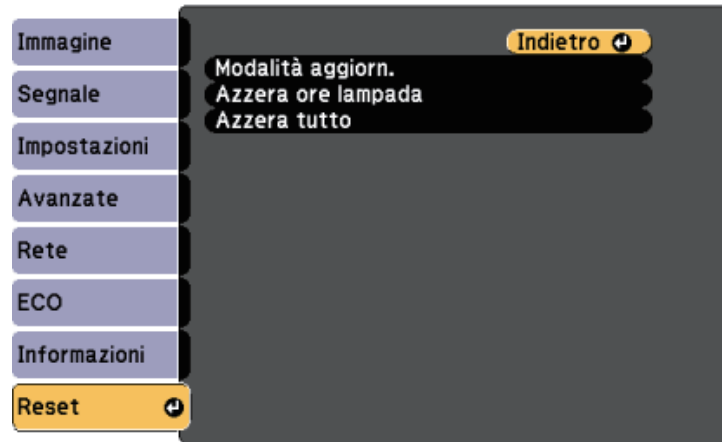 Immagine
Segnale
Impostazioni
Avanzate
Rete
ECO
Informazioni
Reset
Indietro
Modalità aggiorn.
Azzera ore lampada
Azzera tutto